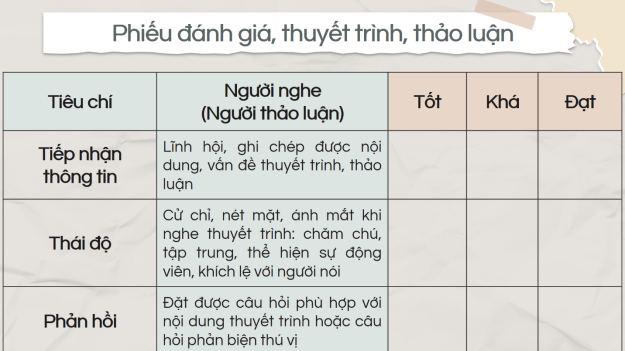 Phiếu đánh giá, thuyết trình, thảo luận
Tiêu chí
Người nghe
(Người thảo luận)
Tốt
Khá
Đạt
Tiếp nhận
thông tin
Lĩnh hội, ghi chép được nội
dung, vấn đề thuyết trình, thảo
luận
Thái độ
Cử chỉ, nét mặt, ánh mắt khi
nghe thuyết trình: chăm chú,
tập trung, thể hiện sự động
viên, khích lệ với người nói
Phản hồi
Đặt được câu hỏi phù hợp với
nội dung thuyết trình hoặc câu
hỏi phản biện thú vị